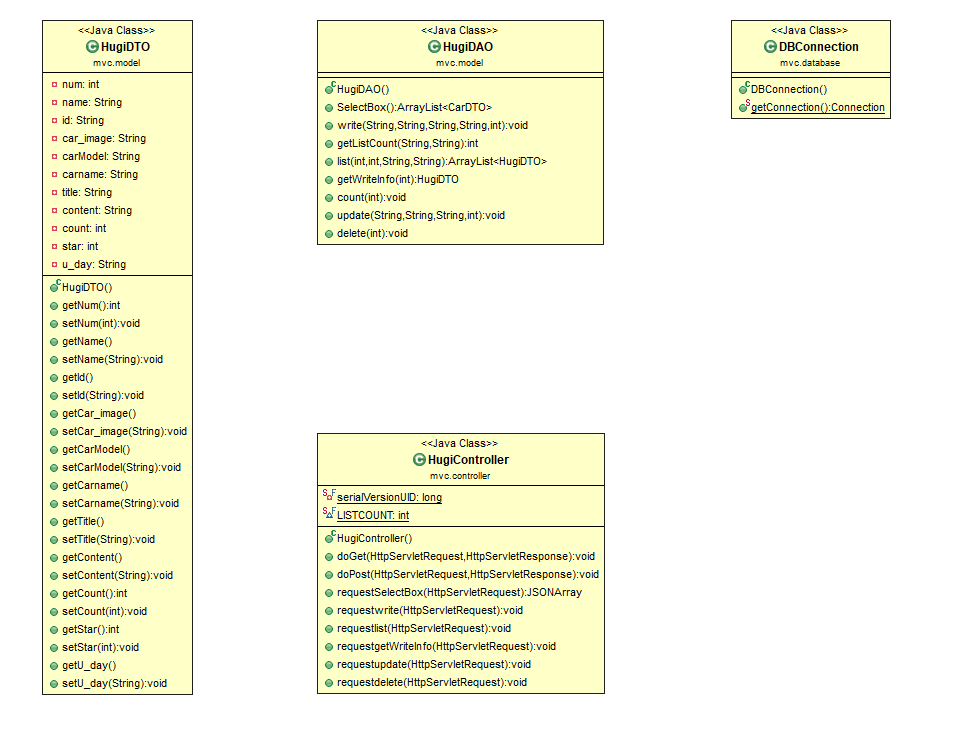 <<Java Class>>
HugiDTO
mvc.model
num: int
name: String
id: String
car_image: String
carModel: String
carname: String
title: String
content: String
count: int
star: int
u_day: String
HugiDTO()
getNum():int
setNum(int):void
getName()
setName(String):void
getId()
setId(String):void
getCar_image()
setCar_image(String):void
getCarModel()
setCarModel(String):void
getCarname()
setCarname(String):void
getTitle()
setTitle(String):void
getContent()
setContent(String):void
getCount():int
setCount(int):void
getStar():int
setStar(int):void
getU_day()
setU_day(String):void
<<Java Class>>
HugiDAO
mvc.model
HugiDAO()
SelectBox():ArrayList<CarDTO>
write(String,String,String,String,int):void
getListCount(String,String):int
list(int,int,String,String):ArrayList<HugiDTO>
getWriteInfo(int):HugiDTO
count(int):void
update(String,String,String,int):void
delete(int):void
<<Java Class>>
HugiController
mvc.controller
serialVersionUID: long
LISTCOUNT: int
HugiController()
doGet(HttpServletRequest,HttpServletResponse):void
doPost(HttpServletRequest,HttpServletResponse):void
requestSelectBox(HttpServletRequest):JSONArray
requestwrite(HttpServletRequest):void
requestlist(HttpServletRequest):void
requestgetWriteInfo(HttpServletRequest):void
requestupdate(HttpServletRequest):void
requestdelete(HttpServletRequest):void
<<Java Class>>
DBConnection
mvc.database
DBConnection()
getConnection():Connection